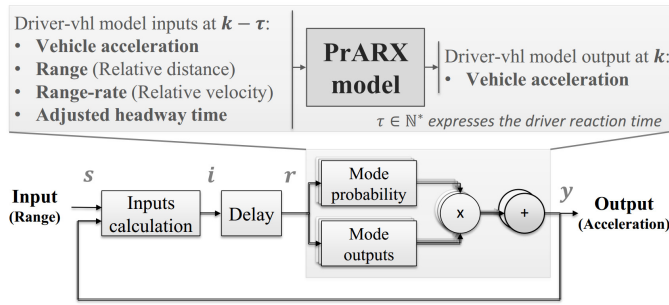 Driver-vhl model inputs at k − τ:
• Vehicle acceleration
• Range (Relative distance)
• Range-rate (Relative velocity)
• Adjusted headway time
PrARX
model
Driver-vhl model output at k:
• Vehicle acceleration
τ ∈ ℕ* expresses the driver reaction time
s
i
r
y
Input
(Range)
Inputs
calculation
Delay
Mode
probability
Mode
outputs
x
+
Output
(Acceleration)